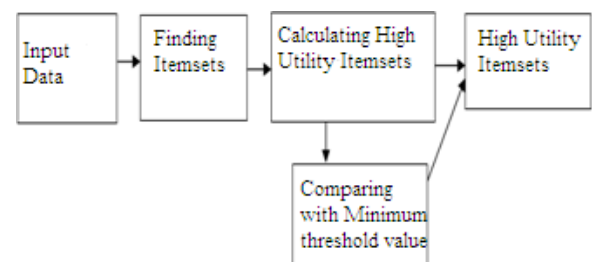 Input
Data
Finding
Itemsets
Calculating High
Utility Itemsets
High Utility
Itemsets
Comparing
with Minimum
threshold value